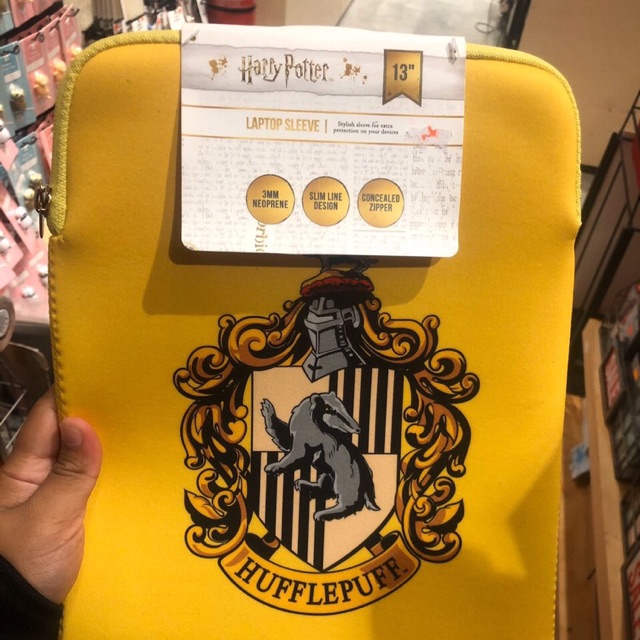 Harry Potter
13"
LAPTOP SLEEVE
Stylish sleeve for extra
protection on your devices
3MM
NEOPRENE
SLIM LINE
DESIGN
CONCEALED
ZIPPER
HUFFLEPUFF